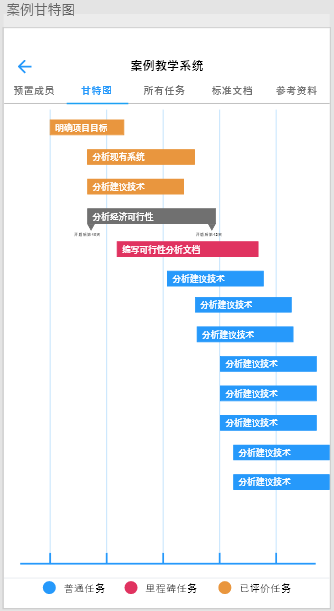 案例甘特图
案例教学系统
预置成员 甘特图 所有任务 标准文档 参考资料
明确项目目标
分析现有系统
分析建议技术
分析经济可行性
编写可行性分析文档
分析建议技术
分析建议技术
分析建议技术
分析建议技术
分析建议技术
分析建议技术
分析建议技术
分析建议技术
普通任务 里程碑任务 已评价任务